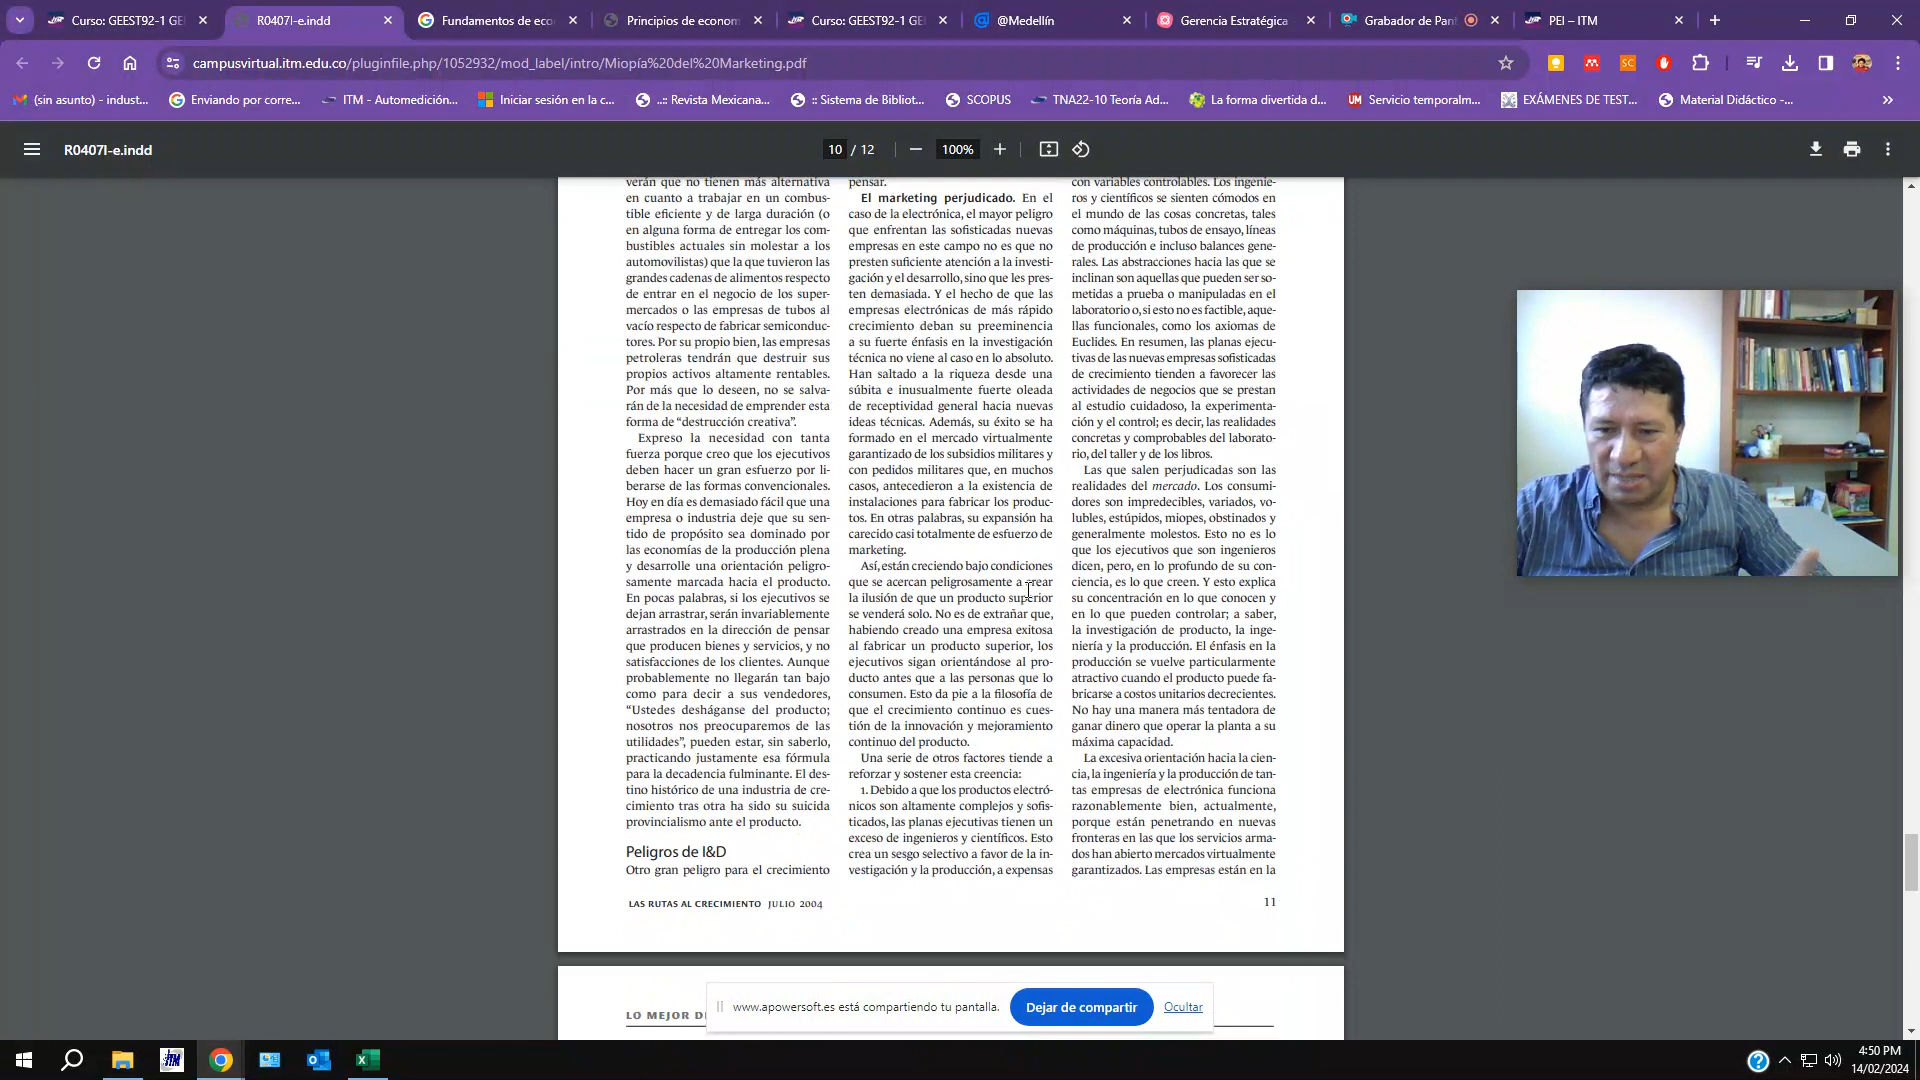 Curso: GEEST92-1 GE
R0407I-e.indd
Fundamentos de eco
Principios de econom
Curso: GEEST92-1 GE
@Medellín
Gerencia Estratégica
Grabador de Pant
PEI – ITM
campusvirtual.itm.edu.co/pluginfile.php/1052932/mod_label/intro/Miopía%20del%20Marketing.pdf
(sin asunto) - indust...
Enviando por corre...
ITM - Automedición...
Iniciar sesión en la c...
..:: Revista Mexicana...
:: Sistema de Bibliot...
SCOPUS
TNA22-10 Teoría Ad...
La forma divertida d...
Servicio temporalm...
EXÁMENES DE TEST...
Material Didáctico -...
R0407I-e.indd
10 / 12
100%
verán que no tienen más alternativa
en cuanto a trabajar en un combus-
tible eficiente y de larga duración (o
en alguna forma de entregar los com-
bustibles actuales sin molestar a los
automovilistas) que la que tuvieron las
grandes cadenas de alimentos respecto
de entrar en el negocio de los super-
mercados o las empresas de tubos al
vacío respecto de fabricar semiconduc-
tores. Por su propio bien, las empresas
petroleras tendrán que destruir sus
propios activos altamente rentables.
Por más que lo deseen, no se salva-
rán de la necesidad de emprender esta
forma de “destrucción creativa”.
Expreso la necesidad con tanta
fuerza porque creo que los ejecutivos
deben hacer un gran esfuerzo por li-
berarse de las formas convencionales.
Hoy en día es demasiado fácil que una
empresa o industria deje que su sen-
tido de propósito sea dominado por
las economías de la producción plena
y desarrolle una orientación peligro-
samente marcada hacia el producto.
En pocas palabras, si los ejecutivos se
dejan arrastrar, serán invariablemente
arrastrados en la dirección de pensar
que producen bienes y servicios, y no
satisfacciones de los clientes. Aunque
probablemente no llegarán tan bajo
como para decir a sus vendedores,
“Ustedes desháganse del producto;
nosotros nos preocuparemos de las
utilidades”, pueden estar, sin saberlo,
practicando justamente esa fórmula
para la decadencia fulminante. El des-
tino histórico de una industria de cre-
cimiento tras otra ha sido su suicida
provincialismo ante el producto.
Peligros de I&D
Otro gran peligro para el crecimiento
pensar.
El marketing perjudicado. En el
caso de la electrónica, el mayor peligro
que enfrentan las sofisticadas nuevas
empresas en este campo no es que no
presten suficiente atención a la investi-
gación y el desarrollo, sino que les pres-
ten demasiada. Y el hecho de que las
empresas electrónicas de más rápido
crecimiento deban su preeminencia
a su fuerte énfasis en la investigación
técnica no viene al caso en lo absoluto.
Han saltado a la riqueza desde una
súbita e inusualmente fuerte oleada
de receptividad general hacia nuevas
ideas técnicas. Además, su éxito se ha
formado en el mercado virtualmente
garantizado de los subsidios militares y
con pedidos militares que, en muchos
casos, antecedieron a la existencia de
instalaciones para fabricar los produc-
tos. En otras palabras, su expansión ha
carecido casi totalmente de esfuerzo de
marketing.
Así, están creciendo bajo condiciones
que se acercan peligrosamente a crear
la ilusión de que un producto superior
se venderá solo. No es de extrañar que,
habiendo creado una empresa exitosa
al fabricar un producto superior, los
ejecutivos sigan orientándose al pro-
ducto antes que a las personas que lo
consumen. Esto da pie a la filosofía de
que el crecimiento continuo es cues-
tión de la innovación y mejoramiento
continuo del producto.
Una serie de otros factores tiende a
reforzar y sostener esta creencia:
1. Debido a que los productos electró-
nicos son altamente complejos y sofis-
ticados, las planas ejecutivas tienen un
exceso de ingenieros y científicos. Esto
crea un sesgo selectivo a favor de la in-
vestigación y la producción, a expensas
con variables controlables. Los ingenie-
ros y científicos se sienten cómodos en
el mundo de las cosas concretas, tales
como máquinas, tubos de ensayo, líneas
de producción e incluso balances gene-
rales. Las abstracciones hacia las que se
inclinan son aquellas que pueden ser so-
metidas a prueba o manipuladas en el
laboratorio o, si esto no es factible, aque-
llas funcionales, como los axiomas de
Euclides. En resumen, las planas ejecu-
tivas de las nuevas empresas sofisticadas
de crecimiento tienden a favorecer las
actividades de negocios que se prestan
al estudio cuidadoso, la experimenta-
ción y el control; es decir, las realidades
concretas y comprobables del laborato-
rio, del taller y de los libros.
Las que salen perjudicadas son las
realidades del mercado. Los consumi-
dores son impredecibles, variados, vo-
lubles, estúpidos, miopes, obstinados y
generalmente molestos. Esto no es lo
que los ejecutivos que son ingenieros
dicen, pero, en lo profundo de su con-
ciencia, es lo que creen. Y esto explica
su concentración en lo que conocen y
en lo que pueden controlar; a saber,
la investigación de producto, la inge-
niería y la producción. El énfasis en la
producción se vuelve particularmente
atractivo cuando el producto puede fa-
bricarse a costos unitarios decrecientes.
No hay una manera más tentadora de
ganar dinero que operar la planta a su
máxima capacidad.
La excesiva orientación hacia la cien-
cia, la ingeniería y la producción de tan-
tas empresas de electrónica funciona
razonablemente bien, actualmente,
porque están penetrando en nuevas
fronteras en las que los servicios arma-
dos han abierto mercados virtualmente
garantizados. Las empresas están en la
LAS RUTAS AL CRECIMIENTO JULIO 2004
11
LO MEJOR D
www.apowersoft.es está compartiendo tu pantalla.
Dejar de compartir
Ocultar
4:50 PM
14/02/2024